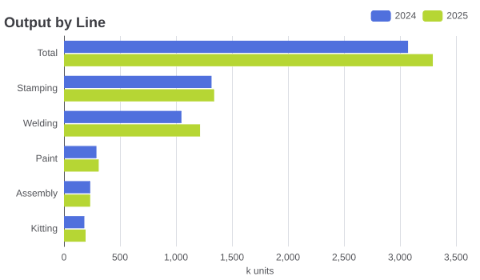 Output by Line
2024 2025
Total
Stamping
Welding
Paint
Assembly
Kitting
0 500 1,000 1,500 2,000 2,500 3,000 3,500
k units